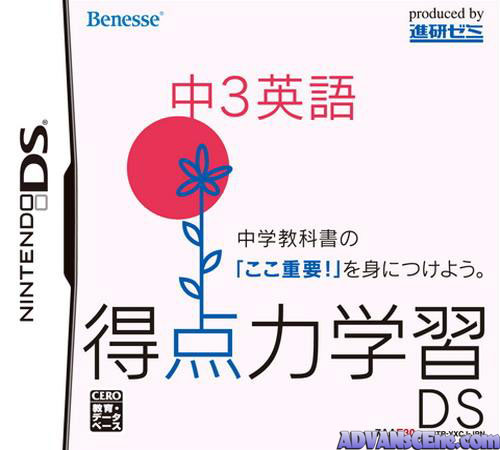 Benesse®
produced by
進研ゼミ
中3英語
NINTENDO DS®
中学教科書の
「ここ重要!」を身につけよう。
得点力学習
DS
CERO
教育・
データ
ベース
ADVANSCENE.COM